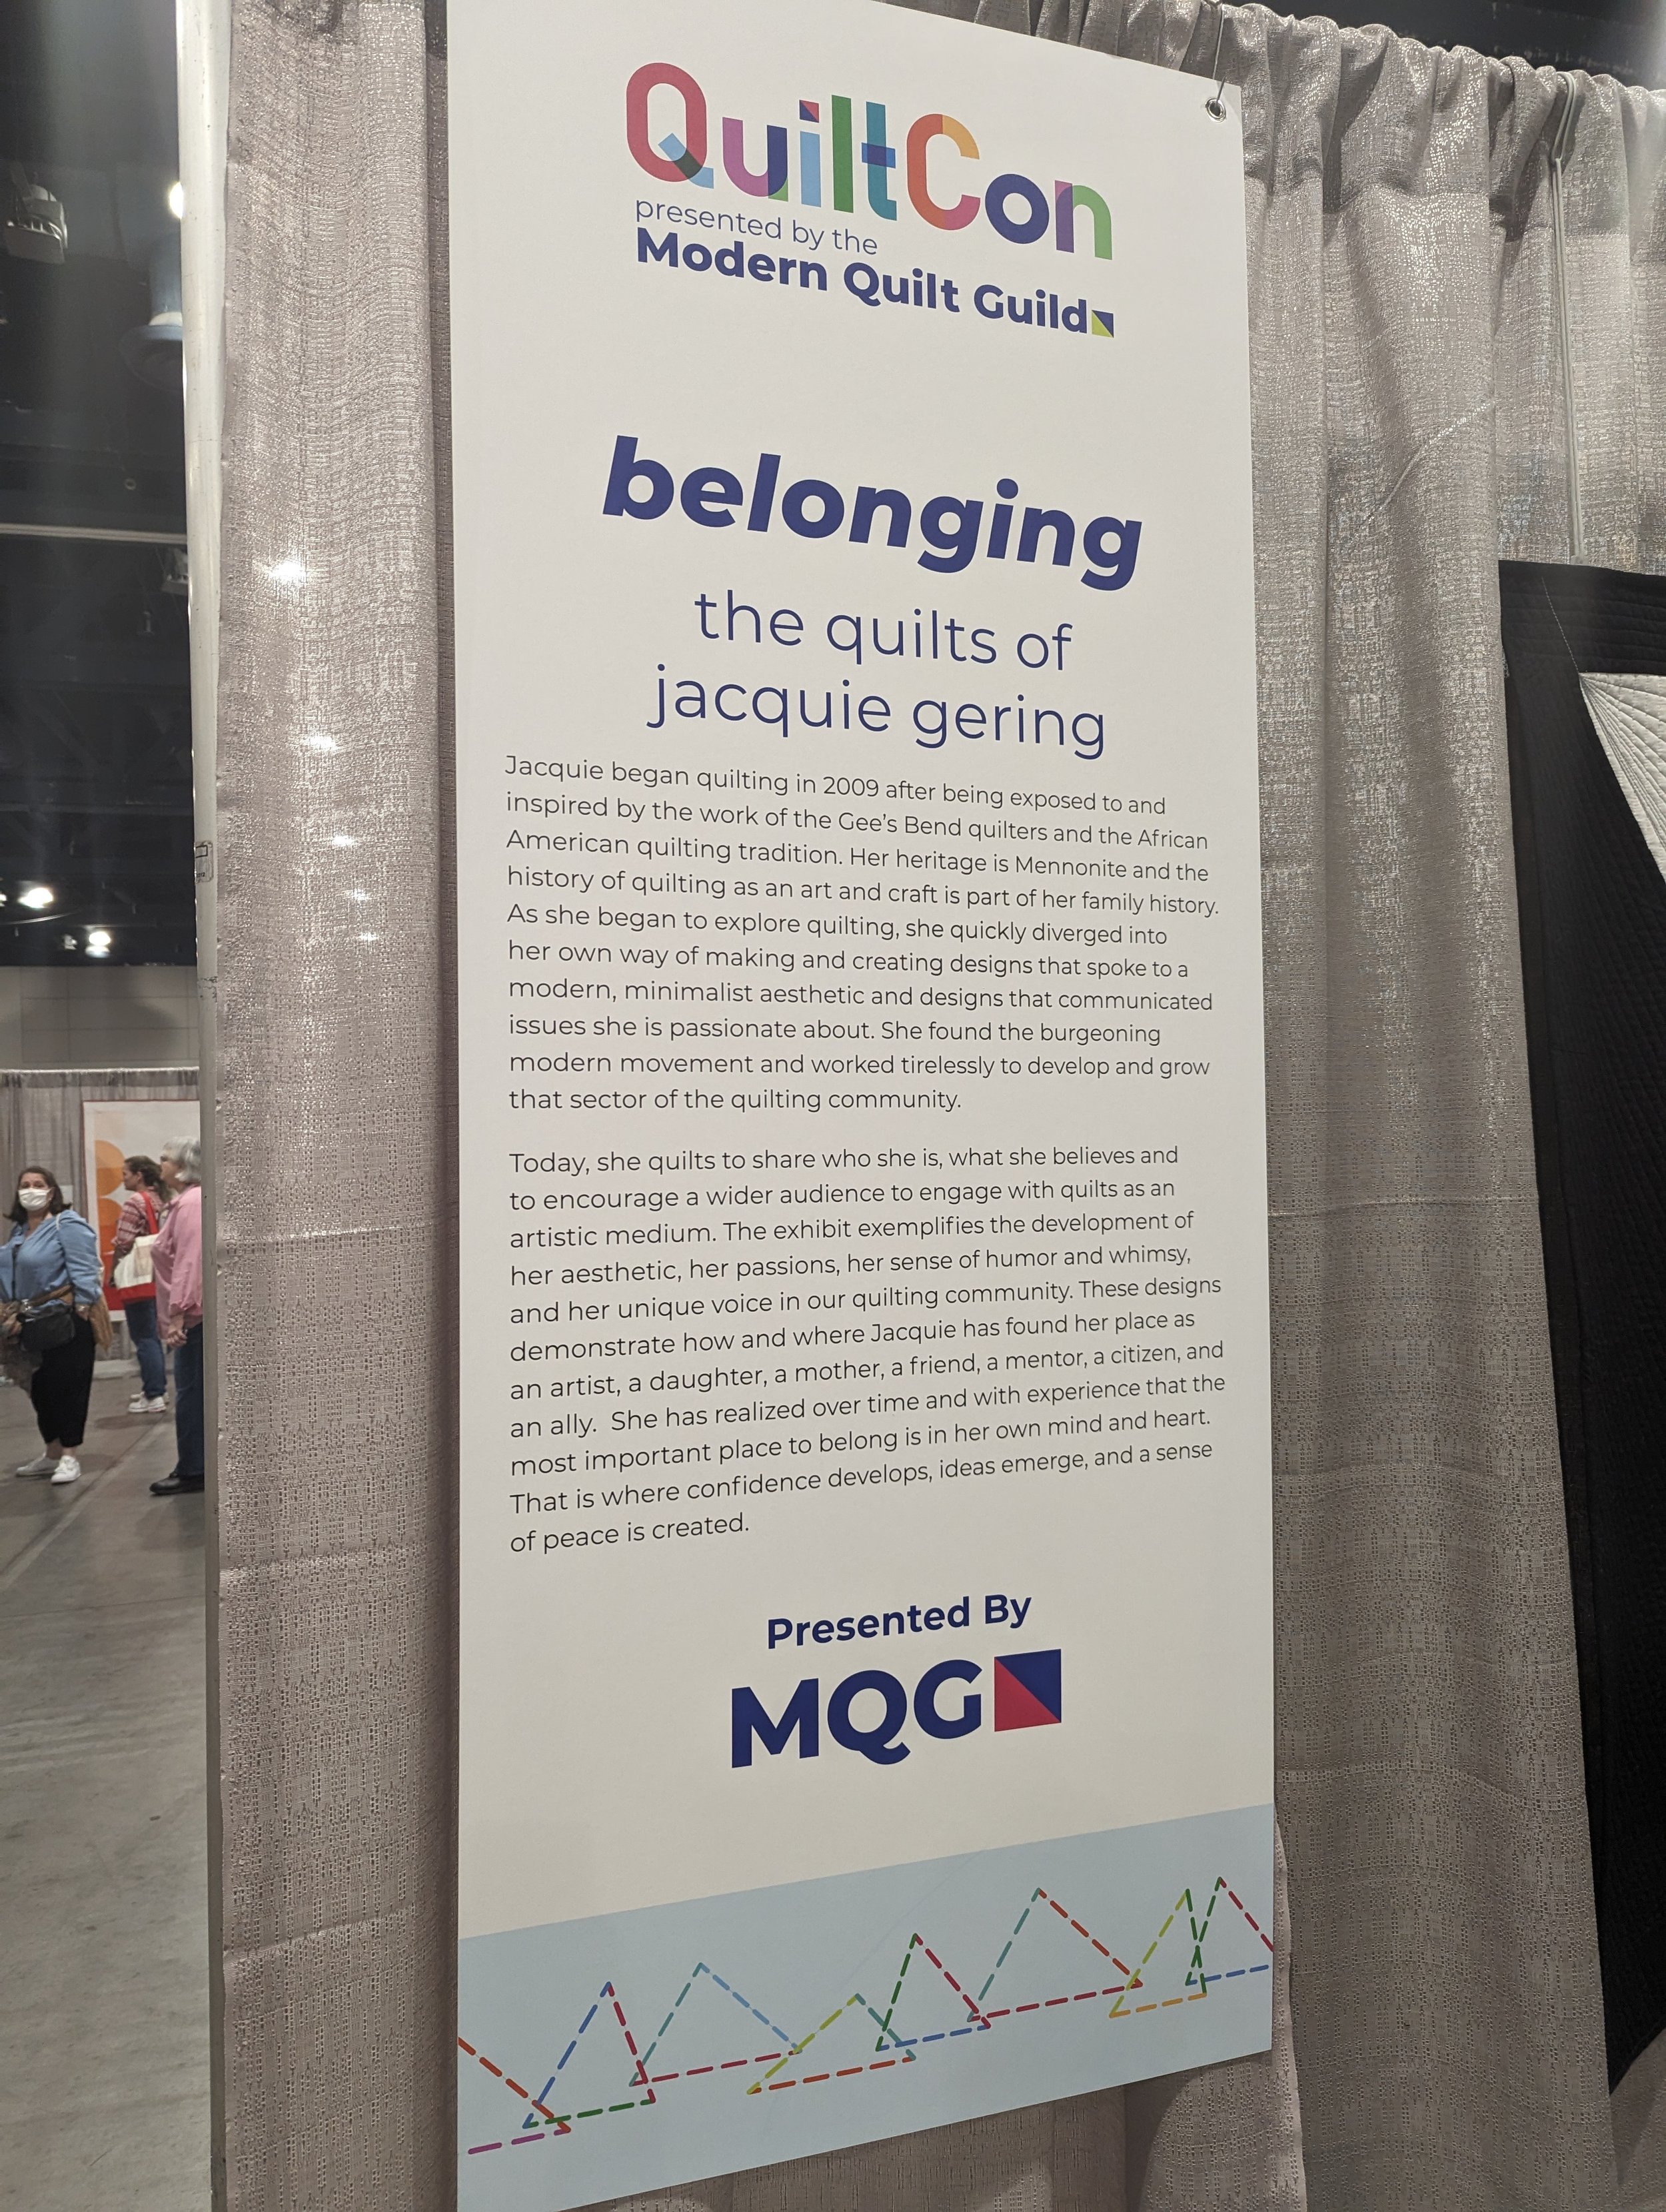 QuiltCon
presented by the
Modern Quilt Guild
belonging
the quilts of
jacquie gering
Jacquie began quilting in 2009 after being exposed to and
inspired by the work of the Gee's Bend quilters and the African
American quilting tradition. Her heritage is Mennonite and the
history of quilting as an art and craft is part of her family history.
As she began to explore quilting, she quickly diverged into
her own way of making and creating designs that spoke to a
modern, minimalist aesthetic and designs that communicated
issues she is passionate about. She found the burgeoning
modern movement and worked tirelessly to develop and grow
that sector of the quilting community.
Today, she quilts to share who she is, what she believes and
to encourage a wider audience to engage with quilts as an
artistic medium. The exhibit exemplifies the development of
her aesthetic, her passions, her sense of humor and whimsy,
and her unique voice in our quilting community. These designs
demonstrate how and where Jacquie has found her place as
an artist, a daughter, a mother, a friend, a mentor, a citizen, and
an ally.  She has realized over time and with experience that the
most important place to belong is in her own mind and heart.
That is where confidence develops, ideas emerge, and a sense
of peace is created.
Presented By
MQG